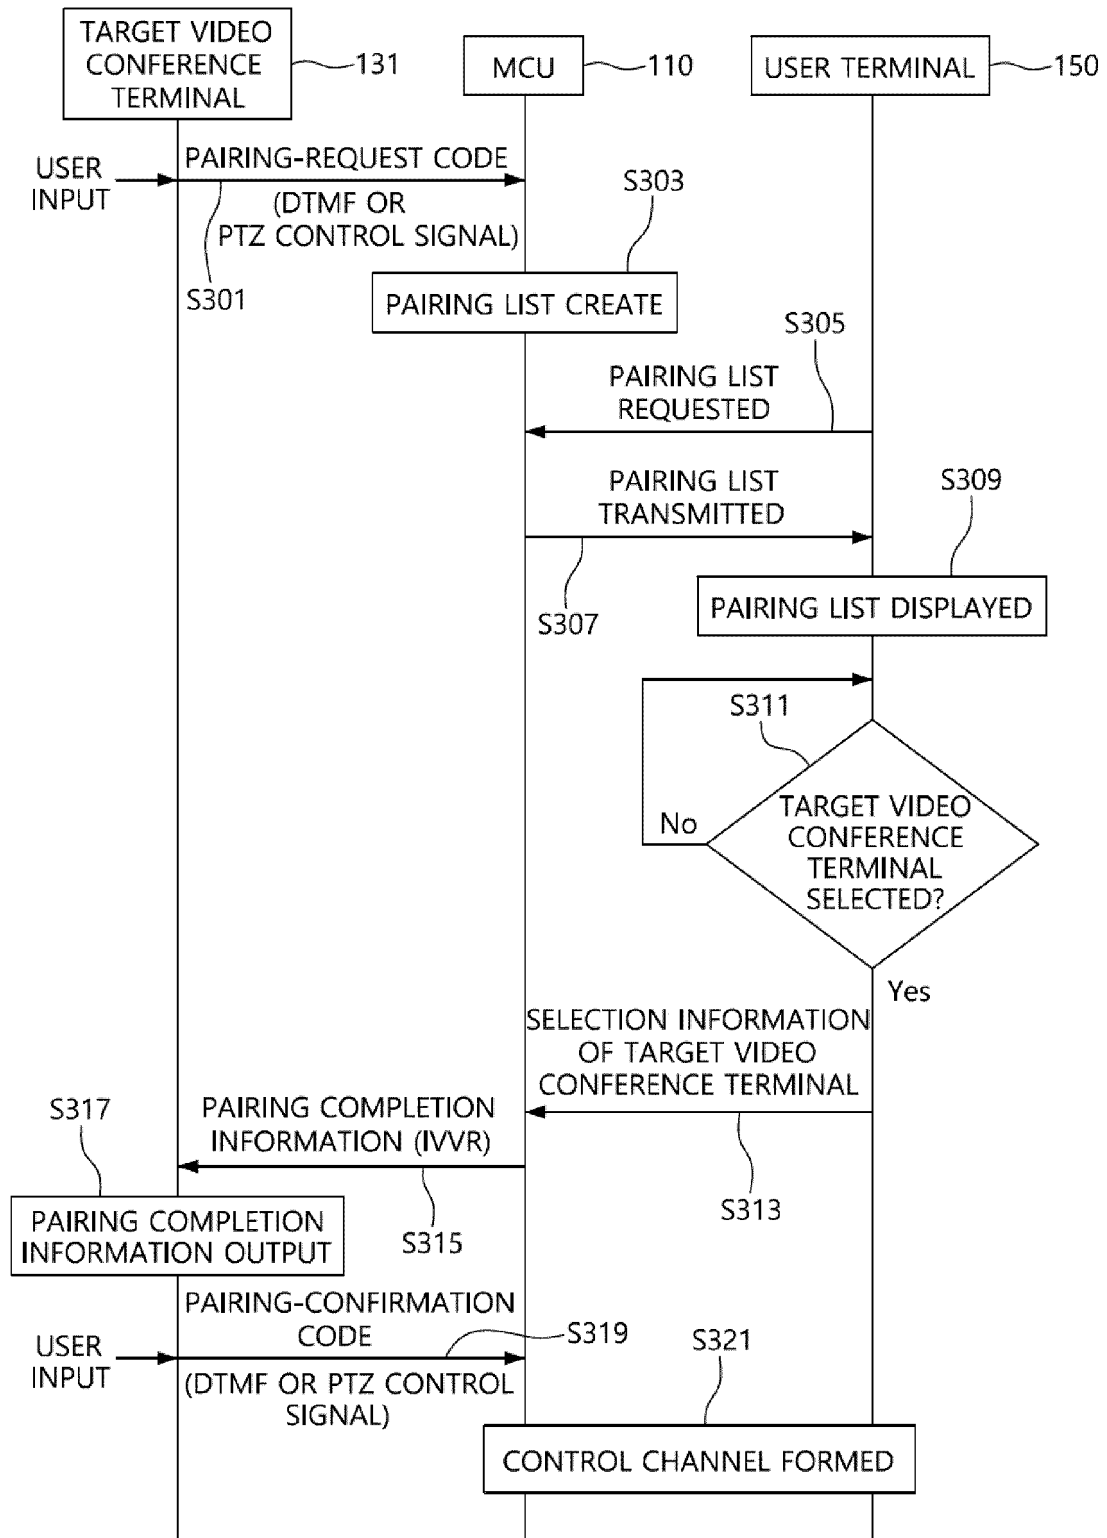 TARGET VIDEO
CONFERENCE
TERMINAL
131
MCU
110
USER TERMINAL
150
USER
INPUT
PAIRING-REQUEST CODE
(DTMF OR
PTZ CONTROL SIGNAL)
S301
S303
PAIRING LIST CREATE
S305
PAIRING LIST
REQUESTED
PAIRING LIST
TRANSMITTED
S307
S309
PAIRING LIST DISPLAYED
S311
No
TARGET VIDEO
CONFERENCE
TERMINAL
SELECTED?
Yes
SELECTION INFORMATION
OF TARGET VIDEO
CONFERENCE TERMINAL
S313
PAIRING COMPLETION
INFORMATION (IVVR)
S315
S317
PAIRING COMPLETION
INFORMATION OUTPUT
USER
INPUT
PAIRING-CONFIRMATION
CODE
S319
(DTMF OR PTZ CONTROL
SIGNAL)
S321
CONTROL CHANNEL FORMED